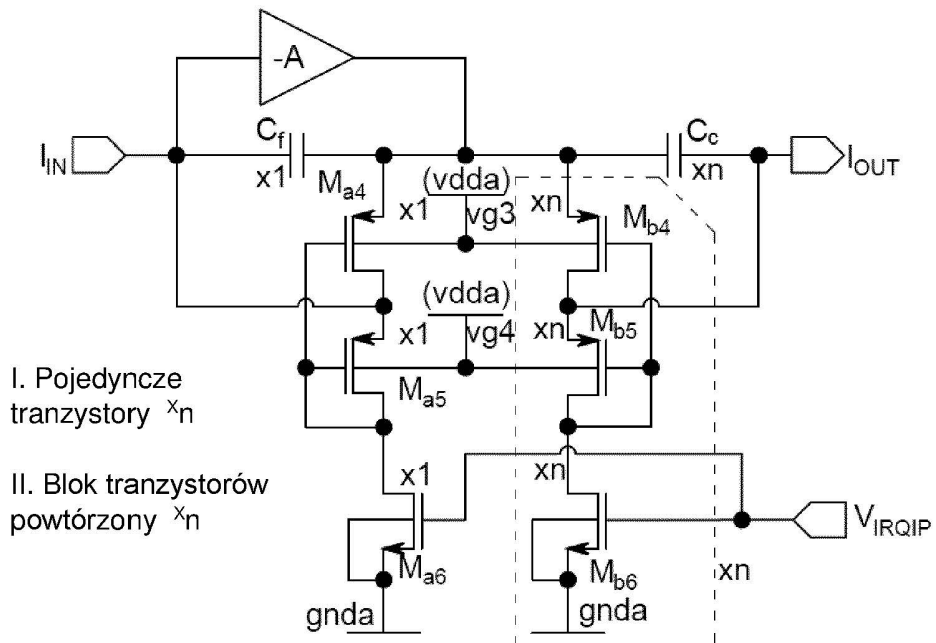 -A
I_IN
C_f
x1
C_c
xn
I_OUT
M_a4
x1
(vdda)
vg3
xn
M_b4
(vdda)
vg4
x1
xn
M_b5
M_a5
I. Pojedyncze
tranzystory ˣn
II. Blok tranzystorów
powtórzony ˣn
x1
xn
V_IRQIP
M_a6
M_b6
xn
gnda
gnda